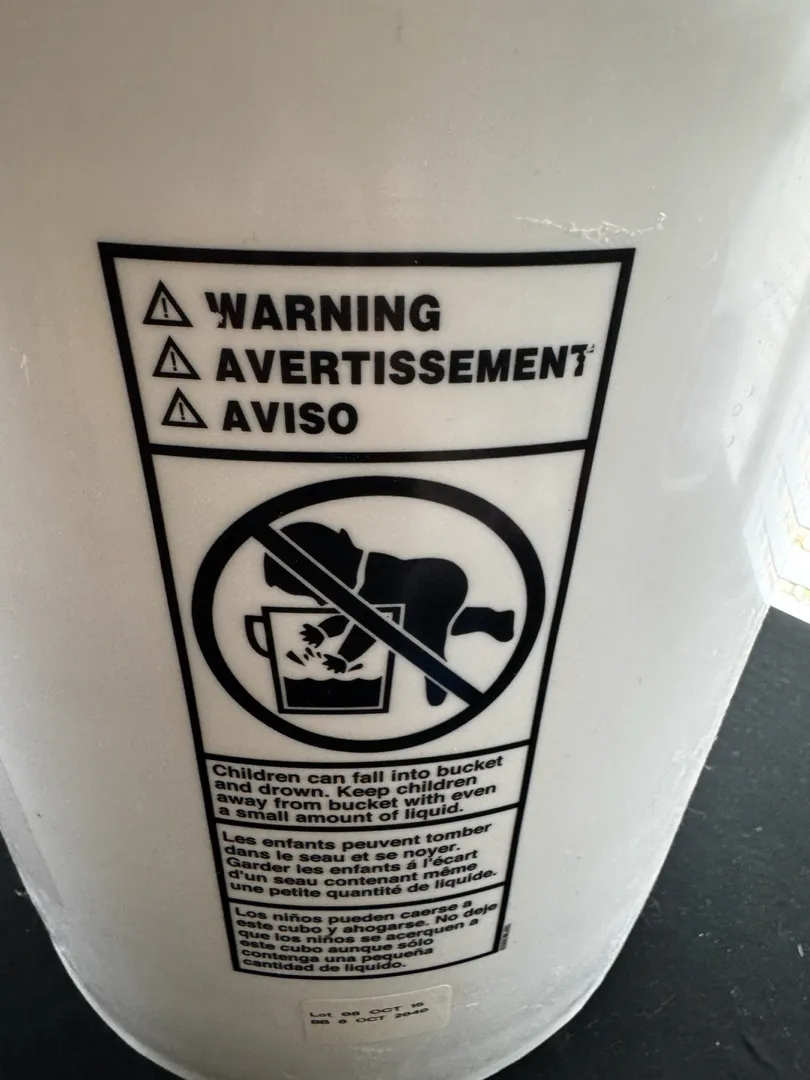 WARNING
AVERTISSEMENT
AVISO
Children can fall into bucket
and drown. Keep children
away from bucket with even
a small amount of liquid.
Les enfants peuvent tomber
dans le seau et se noyer.
Garder les enfants á l'écart
d'un seau contenant même
une petite quantité de liquide.
Los niños pueden caerse a
este cubo y ahogarse. No deje
que los niños se acerquen a
este cubo aunque sólo
contenga una pequeña
cantidad de liquido.
Lot 08 OCT 15
BB 6 OCT 2040